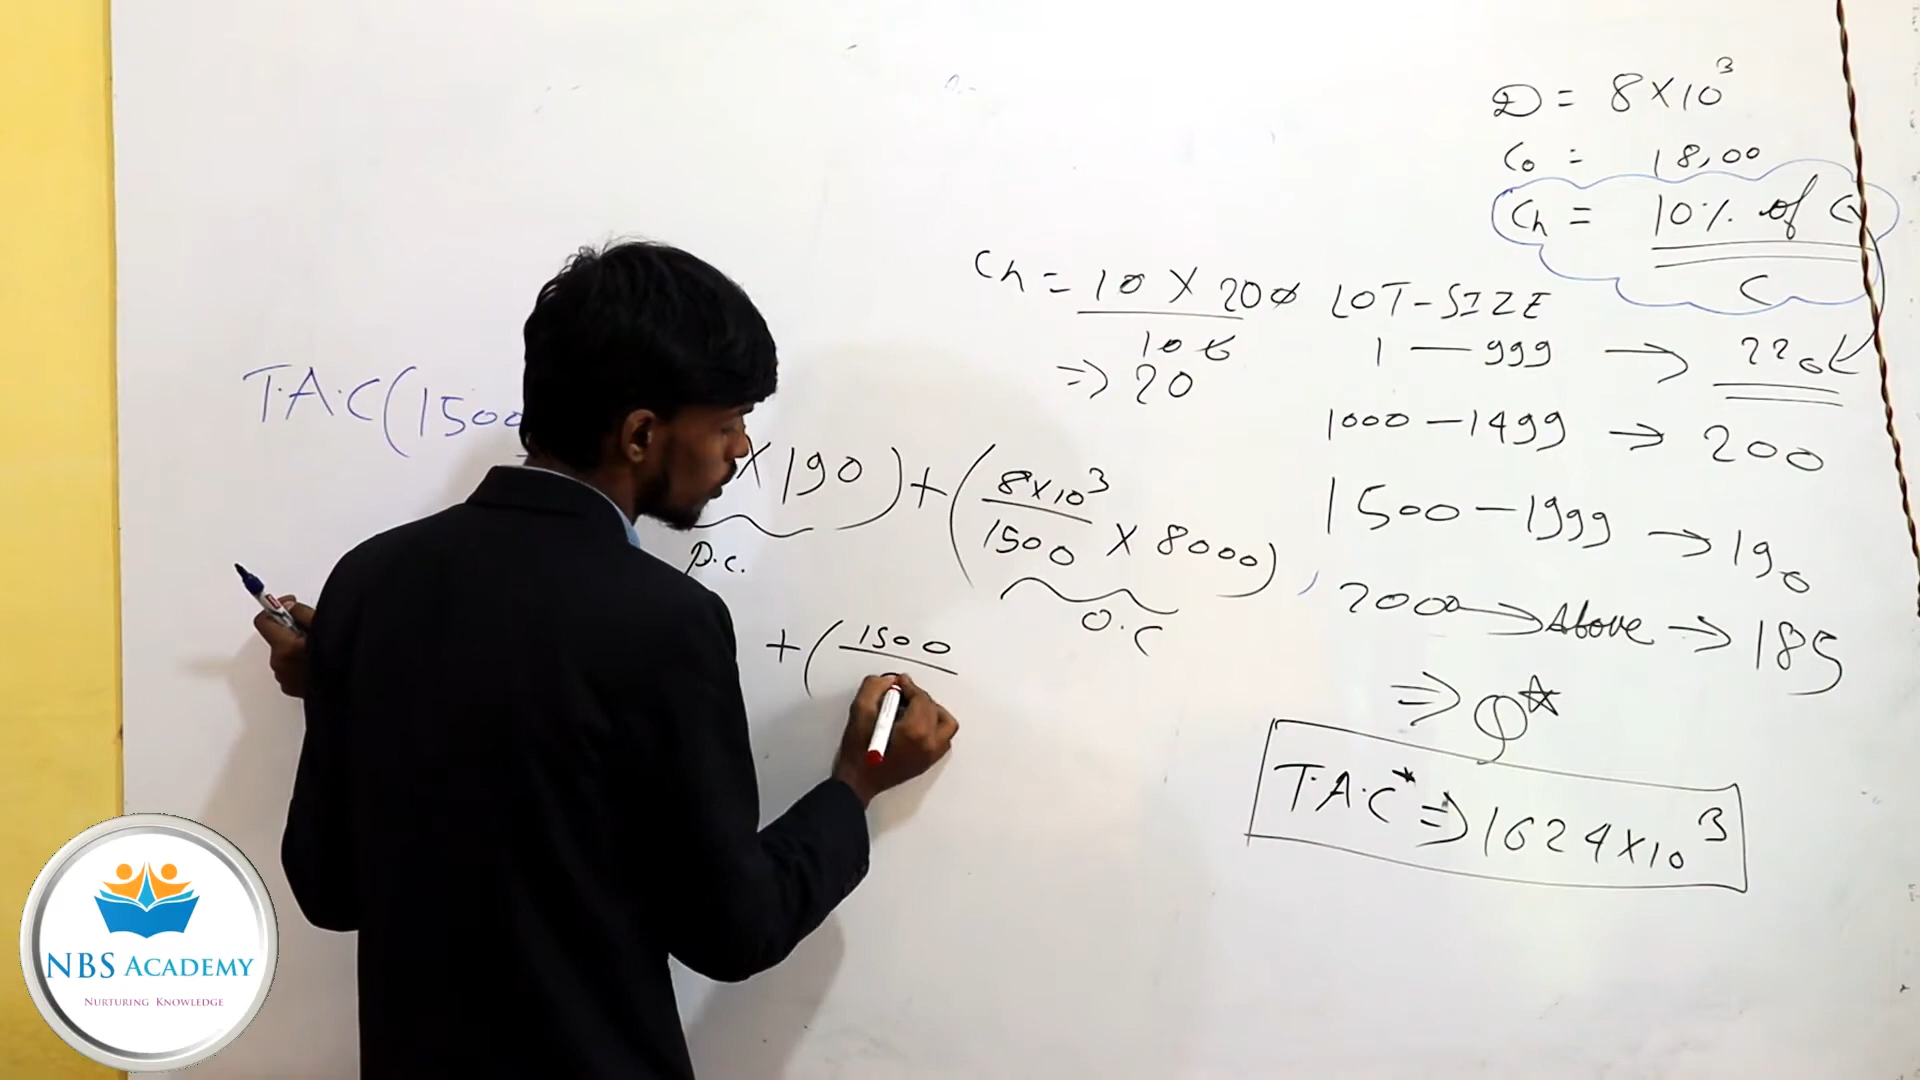 D = 8×10³
Co = 18,00
Ch = 10% of C
C
Ch = 10 × 200
100
⇒ 20
LOT-SIZE
1 — 999 → 220
1000 – 1499 → 200
1500 – 1999 → 190
2000 → Above → 185
⇒ Q*
T.A.C* ⇒ 1624×10³
T.A.C(1500
× 190) + (8×10³
1500 × 8000)
P.C.
O.C
+ (1500
NBS ACADEMY
NURTURING KNOWLEDGE